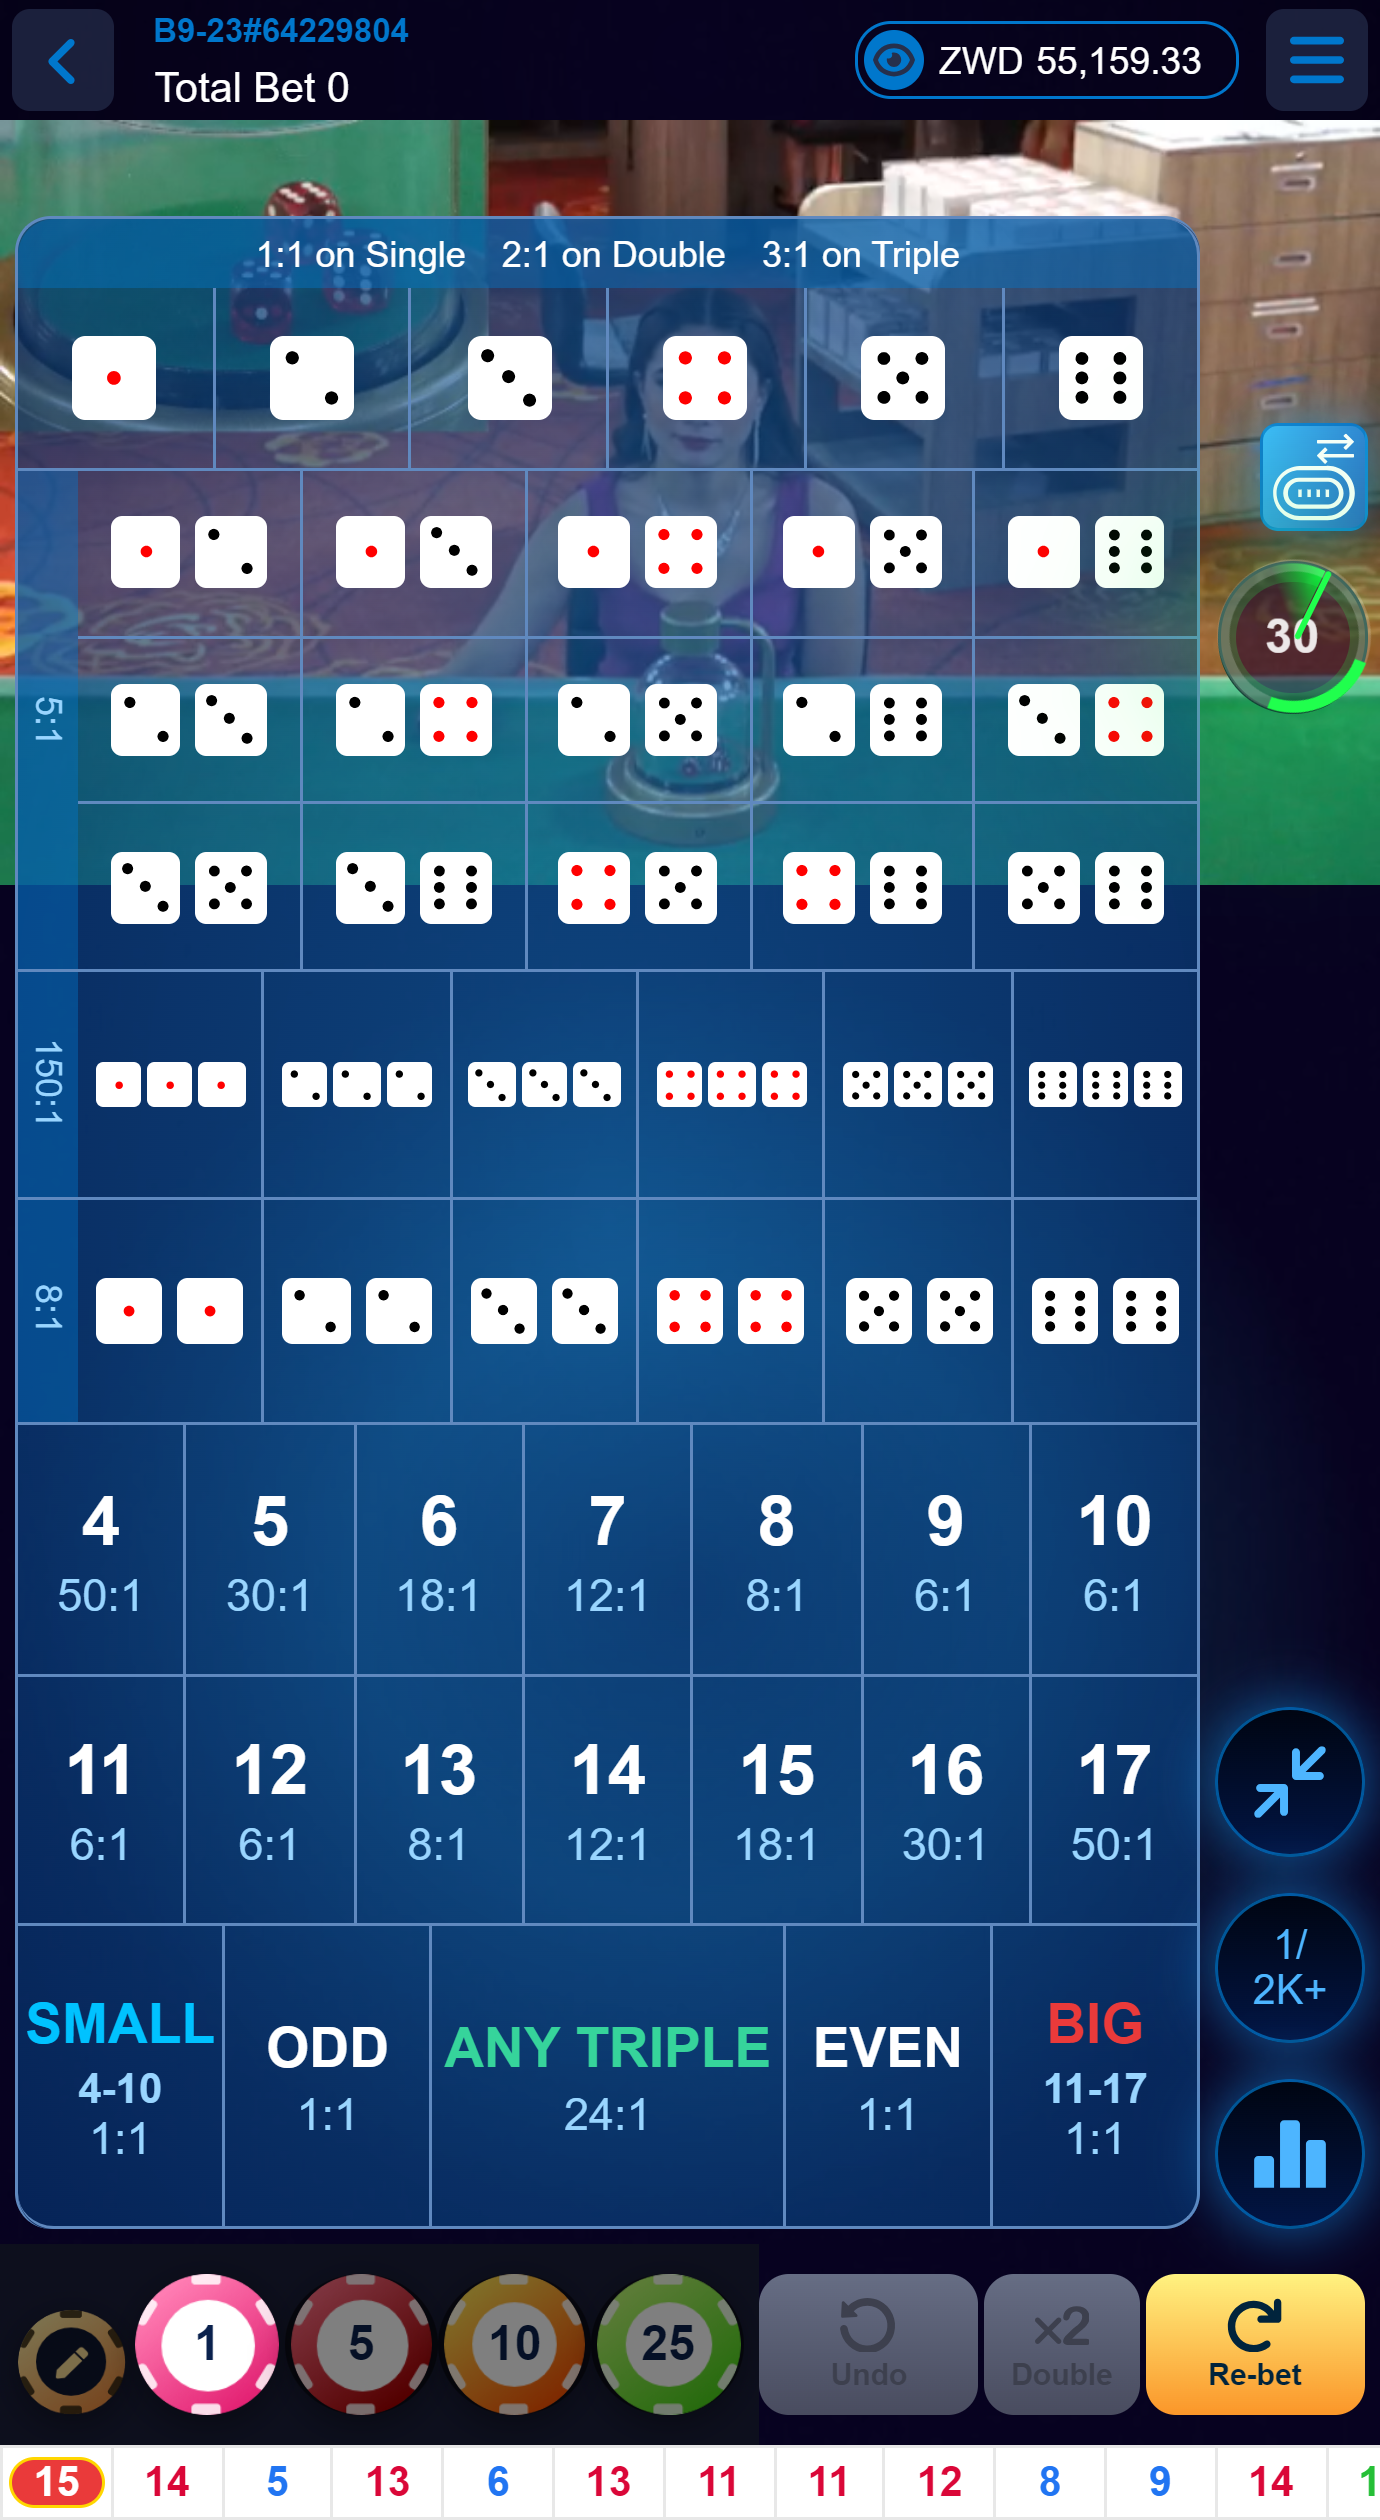 B9-23#64229804
Total Bet 0
ZWD 55,159.33
1:1 on Single 2:1 on Double 3:1 on Triple
30
5:1
150:1
8:1
4 5 6 7 8 9 10
50:1 30:1 18:1 12:1 8:1 6:1 6:1
11 12 13 14 15 16 17
6:1 6:1 8:1 12:1 18:1 30:1 50:1
SMALL
4-10
1:1
ODD
1:1
ANY TRIPLE
24:1
EVEN
1:1
BIG
11-17
1:1
1/
2K+
1 5 10 25
Undo
x2
Double
Re-bet
15 14 5 13 6 13 11 11 12 8 9 14